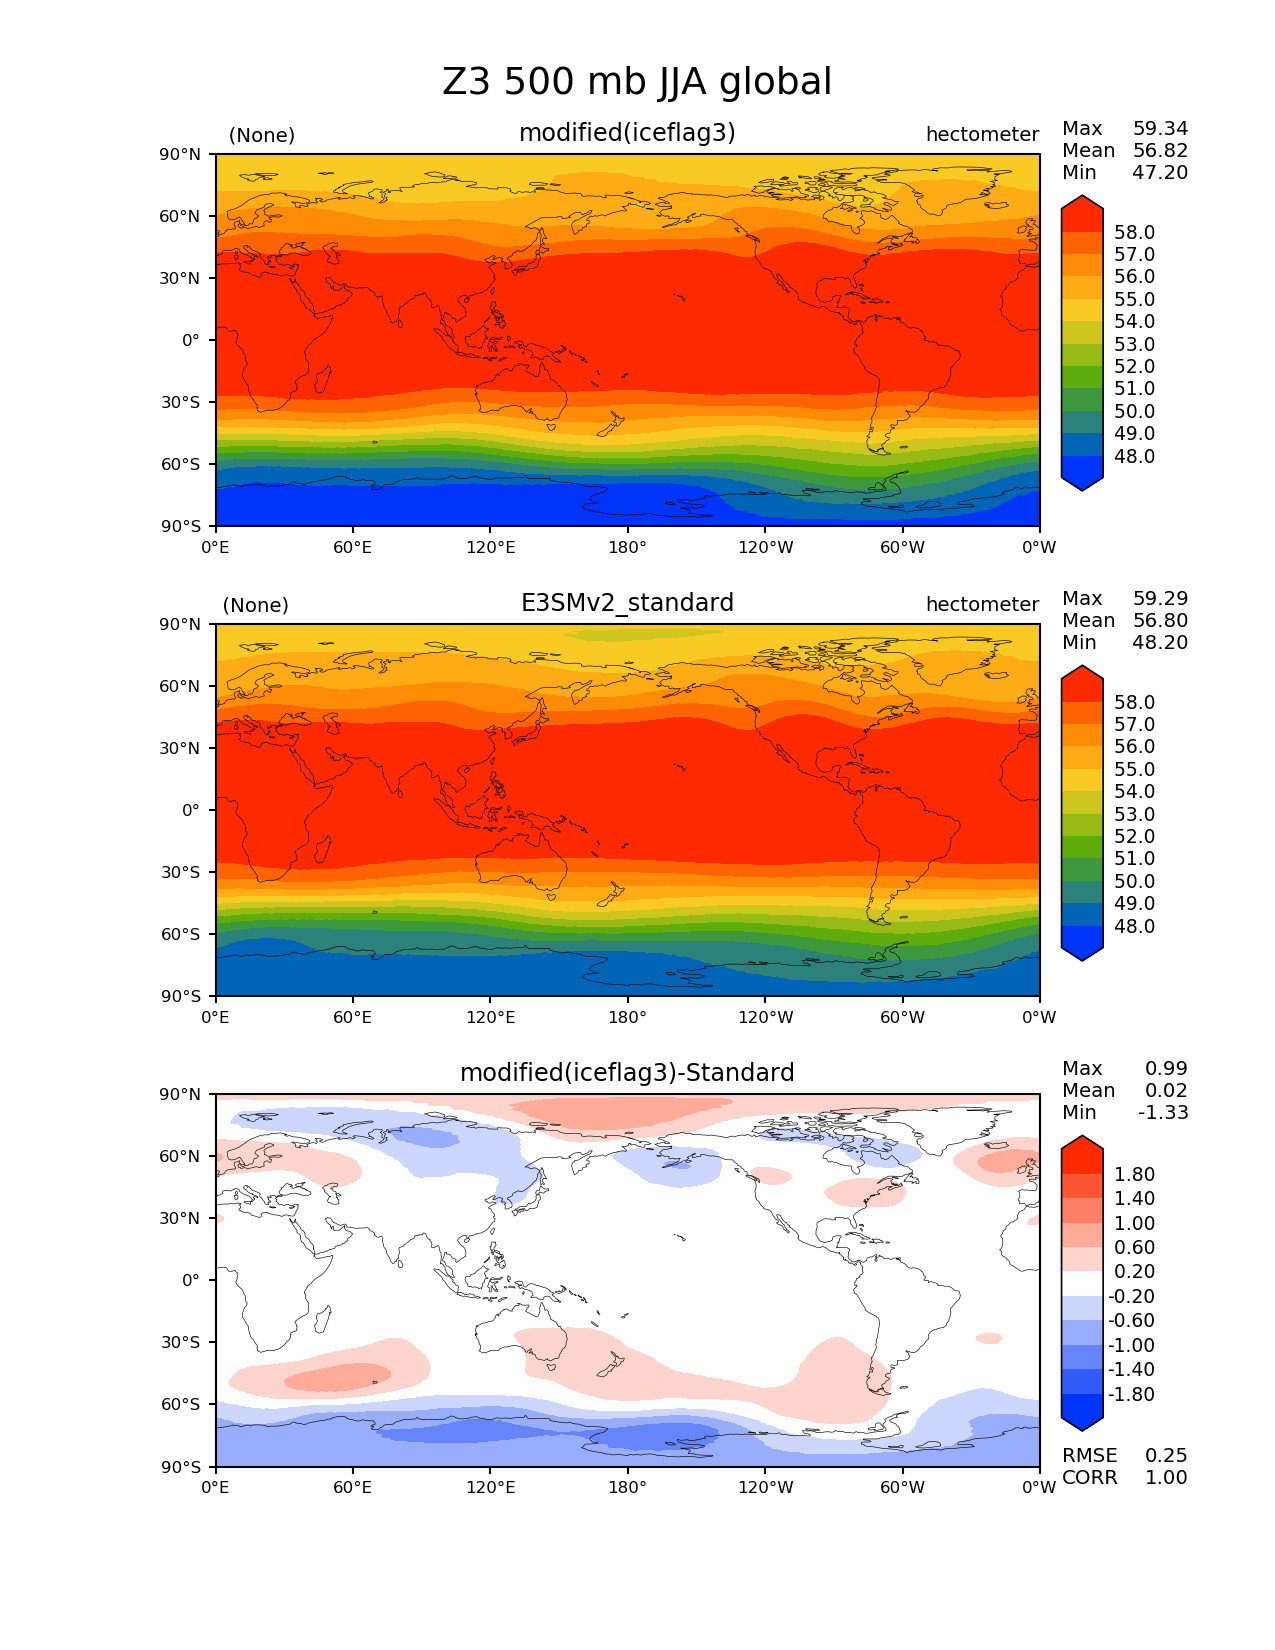 Z3 500 mb JJA global
(None) modified(iceflag3) hectometer
Max 59.34
Mean 56.82
Min 47.20
90°N
60°N
30°N
0°
30°S
60°S
90°S
0°E 60°E 120°E 180° 120°W 60°W 0°W
58.0
57.0
56.0
55.0
54.0
53.0
52.0
51.0
50.0
49.0
48.0
(None) E3SMv2_standard hectometer
Max 59.29
Mean 56.80
Min 48.20
90°N
60°N
30°N
0°
30°S
60°S
90°S
0°E 60°E 120°E 180° 120°W 60°W 0°W
58.0
57.0
56.0
55.0
54.0
53.0
52.0
51.0
50.0
49.0
48.0
modified(iceflag3)-Standard
Max 0.99
Mean 0.02
Min -1.33
90°N
60°N
30°N
0°
30°S
60°S
90°S
0°E 60°E 120°E 180° 120°W 60°W 0°W
1.80
1.40
1.00
0.60
0.20
-0.20
-0.60
-1.00
-1.40
-1.80
RMSE 0.25
CORR 1.00